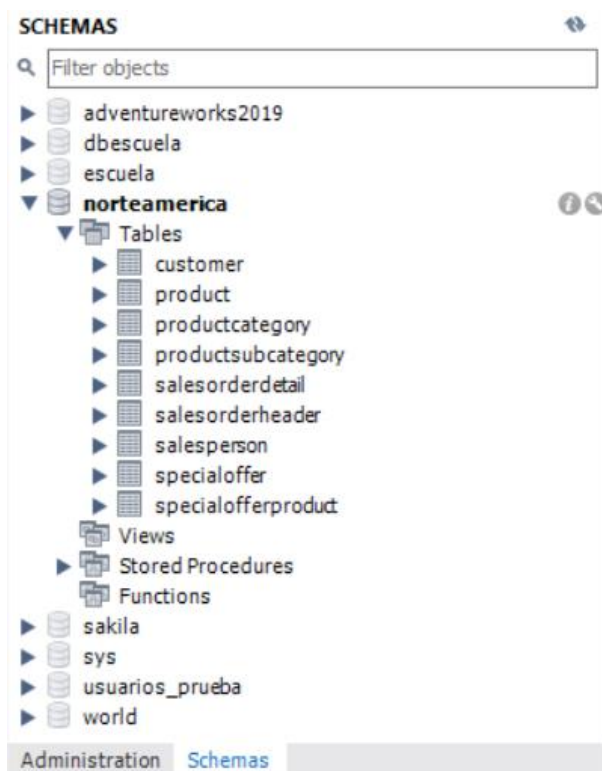 SCHEMAS
Filter objects
adventureworks2019
dbescuela
escuela
norteamerica
Tables
customer
product
productcategory
productsubcategory
salesorderdetail
salesorderheader
salesperson
specialoffer
specialofferproduct
Views
Stored Procedures
Functions
sakila
sys
usuarios_prueba
world
Administration Schemas